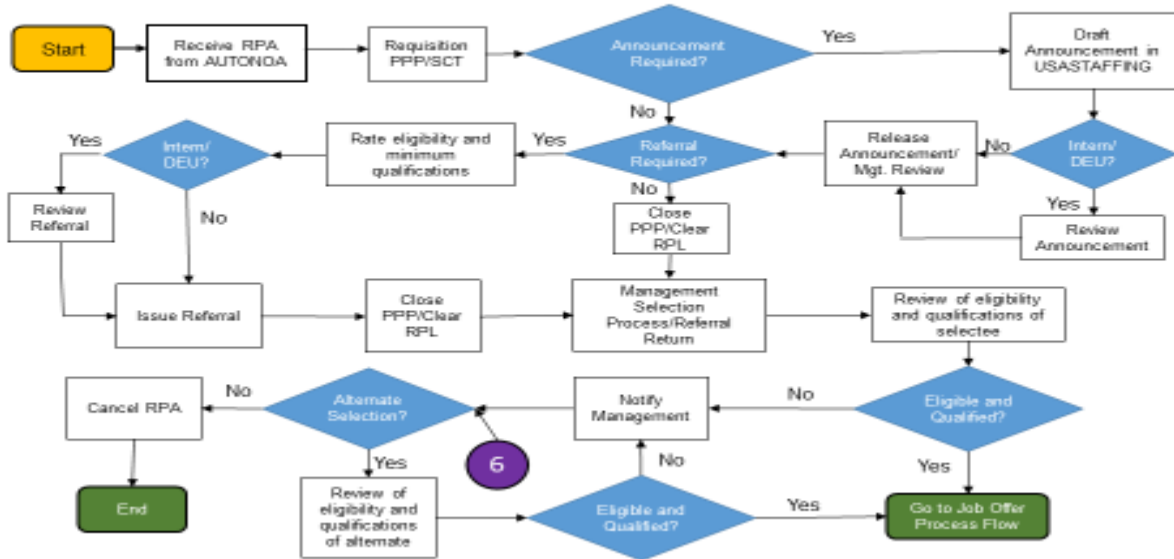 Start
Receive RPA
from AUTONOA
Requisition
PPP/SCT
Announcement
Required?
Yes
Draft
Announcement in
USASTAFFING
No
Yes
Intern/
DEU?
Rate eligibility and
minimum
qualifications
Yes
Referral
Required?
Release
Announcement/
Mgt. Review
No
Intern/
DEU?
Review
Referral
No
No
Close
PPP/Clear
RPL
Yes
Review
Announcement
Issue Referral
Close
PPP/Clear
RPL
Management
Selection
Process/Referral
Return
Review of eligibility
and qualifications of
selectee
Cancel RPA
No
Alternate
Selection?
Notify
Management
No
Eligible and
Qualified?
Yes
6
No
Yes
End
Review of
eligibility and
qualifications
of alternate
Eligible and
Qualified?
Yes
Go to Job Offer
Process Flow